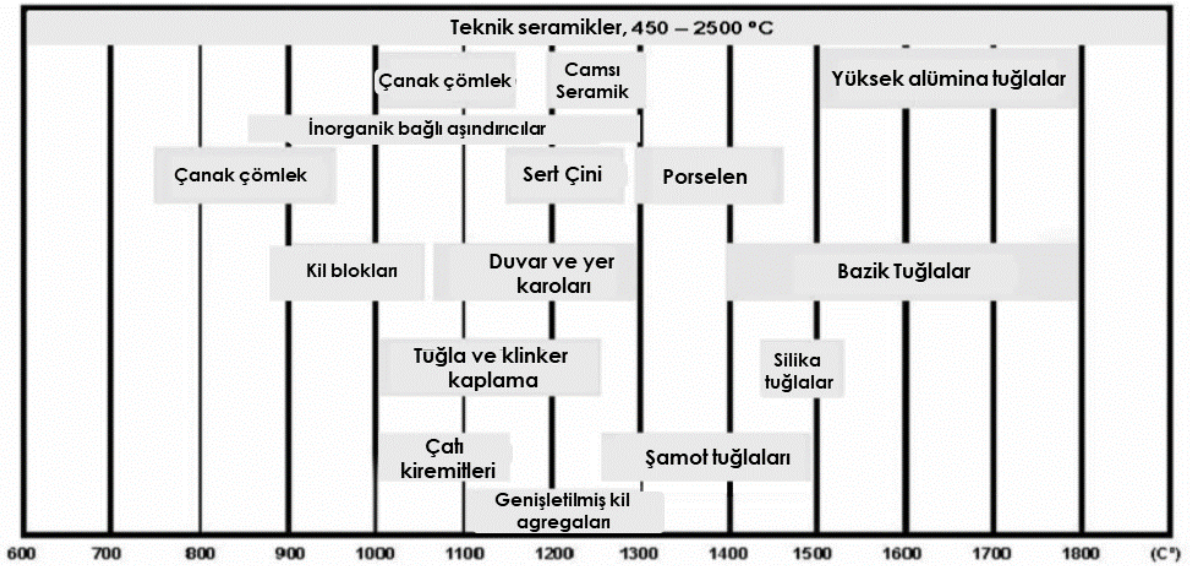 Teknik seramikler, 450 – 2500 °C
Çanak çömlek
Camsı
Seramik
Yüksek alümina tuğlalar
İnorganik bağlı aşındırıcılar
Çanak çömlek
Sert Çini
Porselen
Kil blokları
Duvar ve yer
karoları
Bazik Tuğlalar
Tuğla ve klinker
kaplama
Silika
tuğlalar
Çatı
kiremitleri
Şamot tuğlaları
Genişletilmiş kil
agregaları
600 700 800 900 1000 1100 1200 1300 1400 1500 1600 1700 1800 (C°)